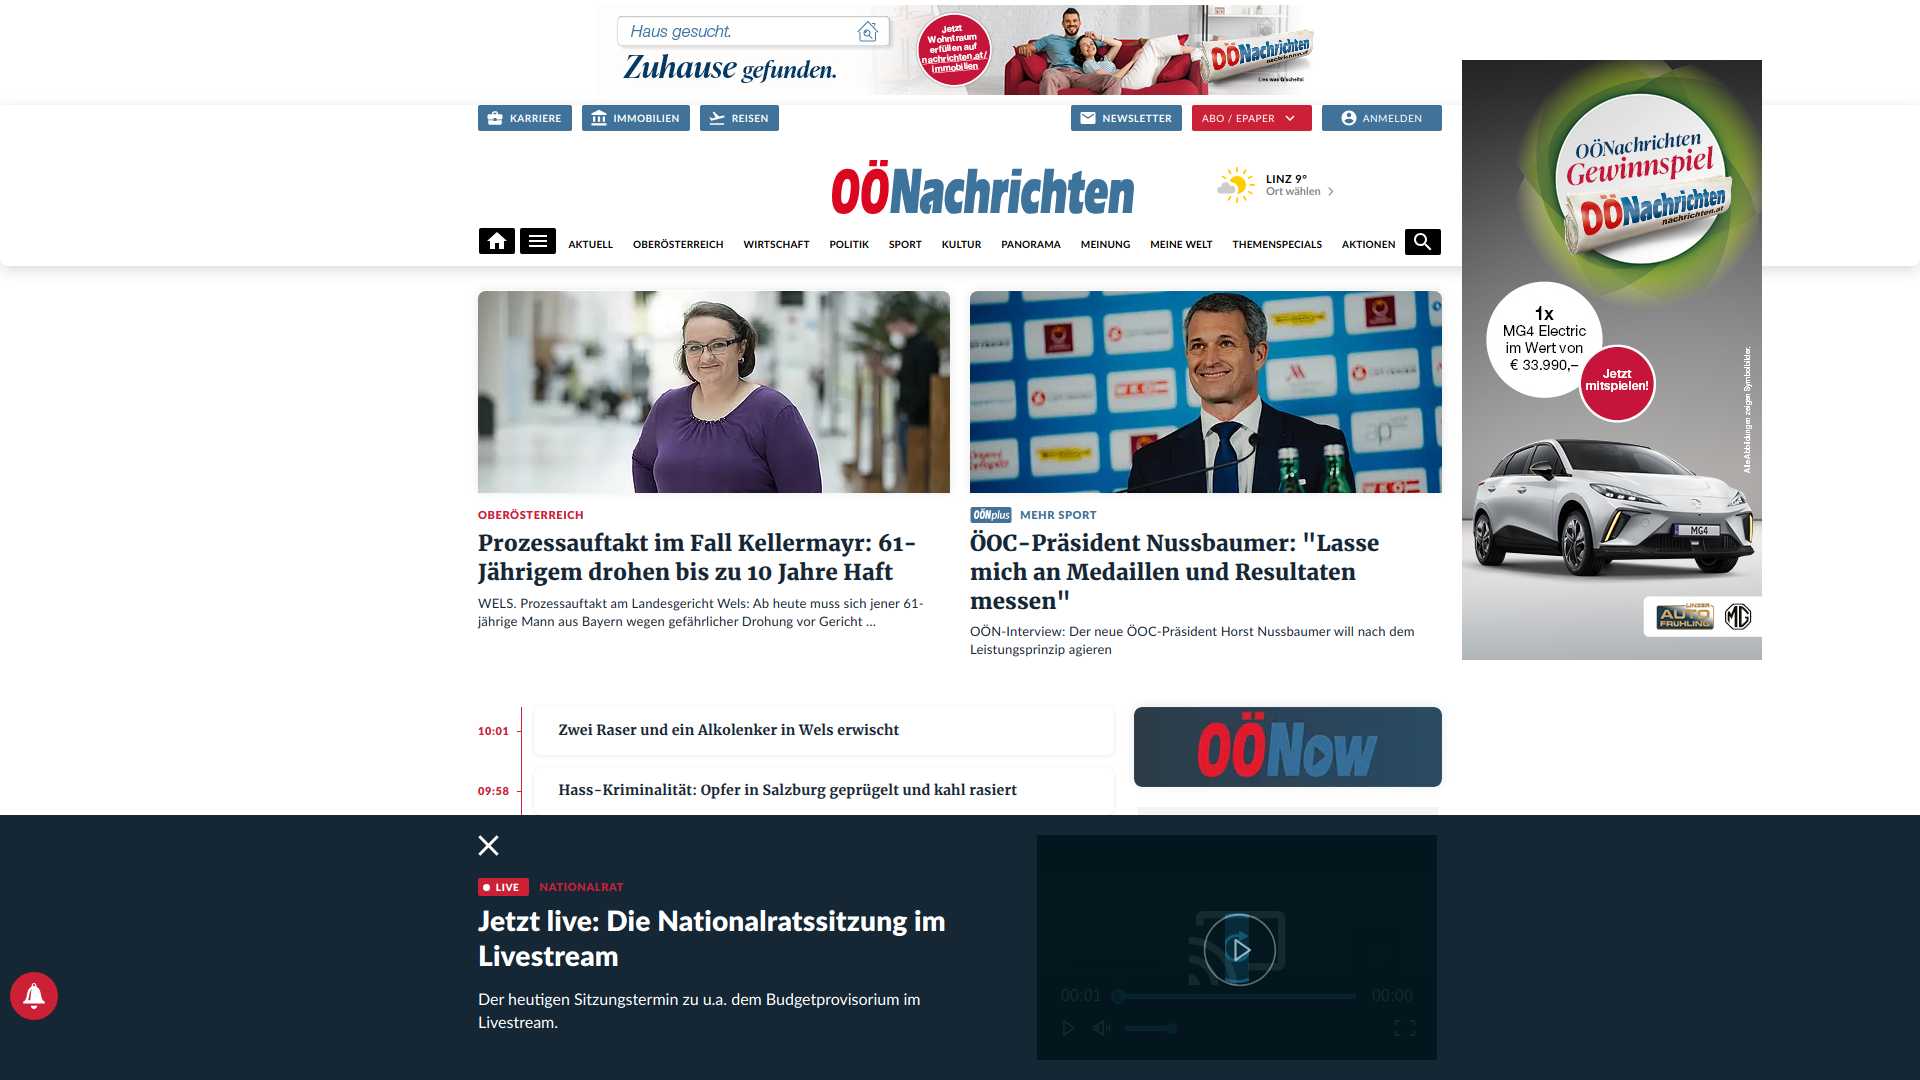 Haus gesucht.
Zuhause gefunden.
Jetzt
Wohntraum
erfüllen auf
nachrichten.at/
immobilien
OÖNachrichten
KARRIERE
IMMOBILIEN
REISEN
NEWSLETTER
ABO / EPAPER
ANMELDEN
OÖNachrichten
LINZ 9°
Ort wählen
AKTUELL
OBERÖSTERREICH
WIRTSCHAFT
POLITIK
SPORT
KULTUR
PANORAMA
MEINUNG
MEINE WELT
THEMENSPECIALS
AKTIONEN
OÖNachrichten
Gewinnspiel
OÖNachrichten
nachrichten.at
1x
MG4 Electric
im Wert von
€ 33.990,–
Jetzt
mitspielen!
Alle Abbildungen zeigen Symbolbilder.
MG4
LINZER
AUTO
FRÜHLING
MG
OBERÖSTERREICH
Prozessauftakt im Fall Kellermayr: 61-
Jährigem drohen bis zu 10 Jahre Haft
WELS. Prozessauftakt am Landesgericht Wels: Ab heute muss sich jener 61-
jährige Mann aus Bayern wegen gefährlicher Drohung vor Gericht ...
OÖNplus MEHR SPORT
ÖOC-Präsident Nussbaumer: "Lasse
mich an Medaillen und Resultaten
messen"
OÖN-Interview: Der neue ÖOC-Präsident Horst Nussbaumer will nach dem
Leistungsprinzip agieren
10:01 Zwei Raser und ein Alkolenker in Wels erwischt
09:58 Hass-Kriminalität: Opfer in Salzburg geprügelt und kahl rasiert
OÖNow
LIVE NATIONALRAT
Jetzt live: Die Nationalratssitzung im
Livestream
Der heutigen Sitzungstermin zu u.a. dem Budgetprovisorium im
Livestream.
00:01
00:00